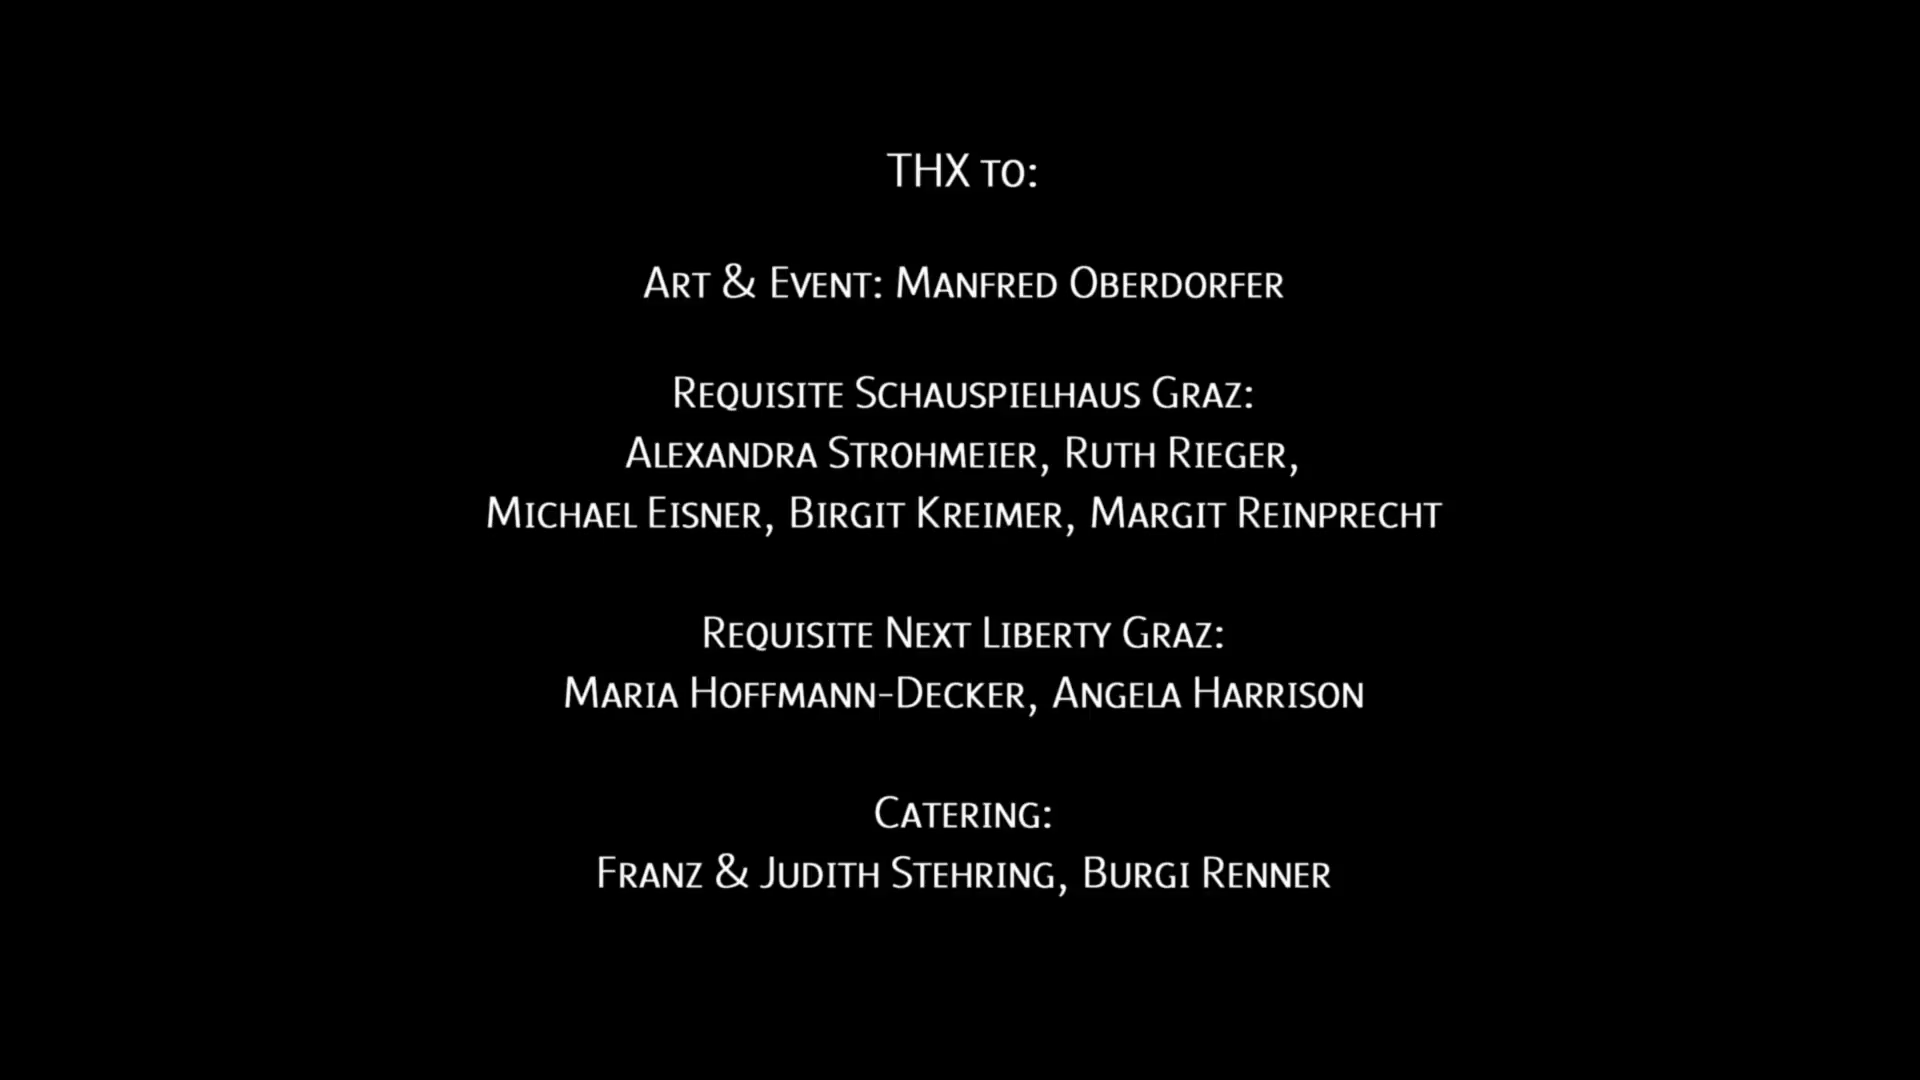 THX to:
Art & Event: Manfred Oberdorfer
Requisite Schauspielhaus Graz:
Alexandra Strohmeier, Ruth Rieger,
Michael Eisner, Birgit Kreimer, Margit Reinprecht
Requisite Next Liberty Graz:
Maria Hoffmann-Decker, Angela Harrison
Catering:
Franz & Judith Stehring, Burgi Renner